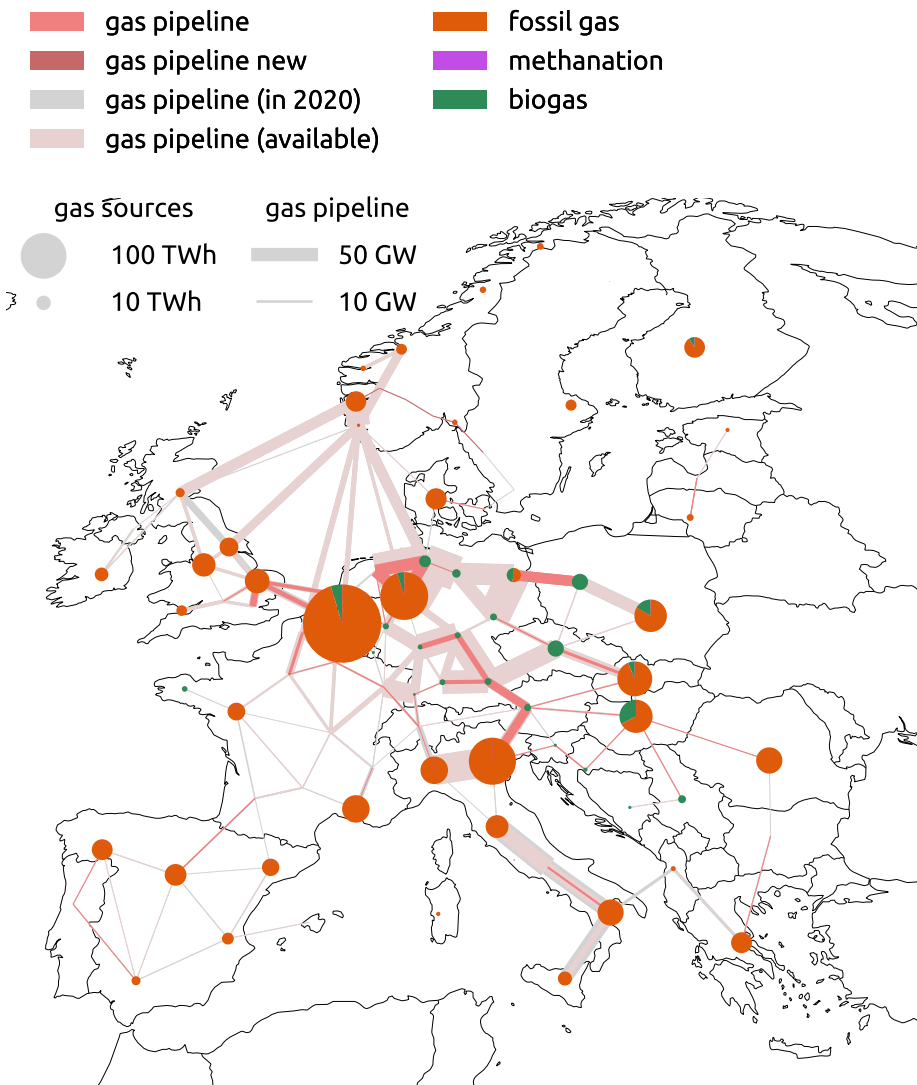 gas pipeline
gas pipeline new
gas pipeline (in 2020)
gas pipeline (available)
fossil gas
methanation
biogas
gas sources
100 TWh
10 TWh
gas pipeline
50 GW
10 GW